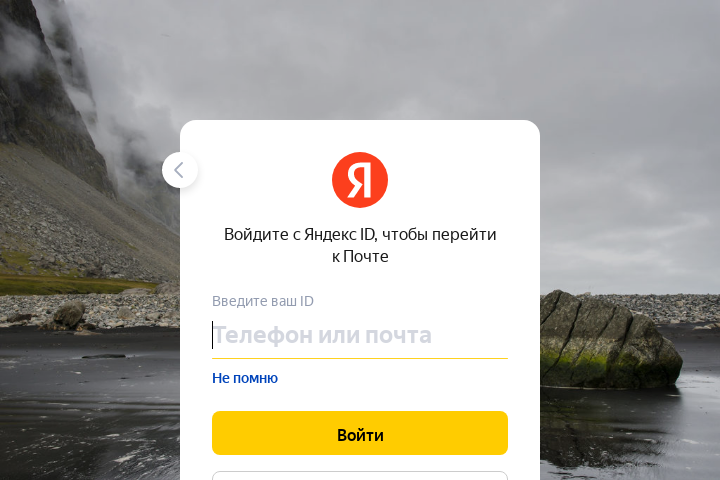 Я
Войдите с Яндекс ID, чтобы перейти
к Почте
Введите ваш ID
Телефон или почта
Не помню
Войти